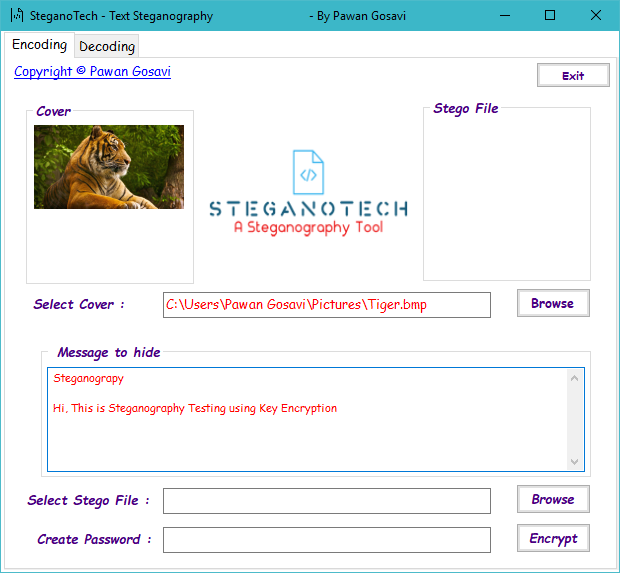 SteganoTech - Text Steganography - By Pawan Gosavi
Encoding Decoding
Copyright © Pawan Gosavi
Exit
Cover
Stego File
STEGANOTECH
A Steganography Tool
Select Cover :
C:\Users\Pawan Gosavi\Pictures\Tiger.bmp
Browse
Message to hide
Steganograpy
Hi, This is Steganography Testing using Key Encryption
Select Stego File :
Browse
Create Password :
Encrypt